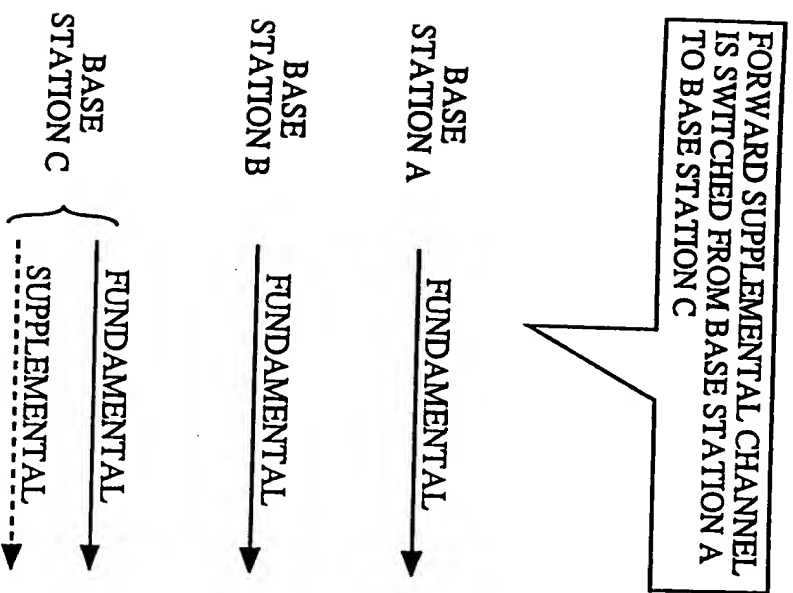 FORWARD SUPPLEMENTAL CHANNEL
IS SWITCHED FROM BASE STATION A
TO BASE STATION C
BASE
STATION A
FUNDAMENTAL
BASE
STATION B
FUNDAMENTAL
BASE
STATION C
FUNDAMENTAL
SUPPLEMENTAL